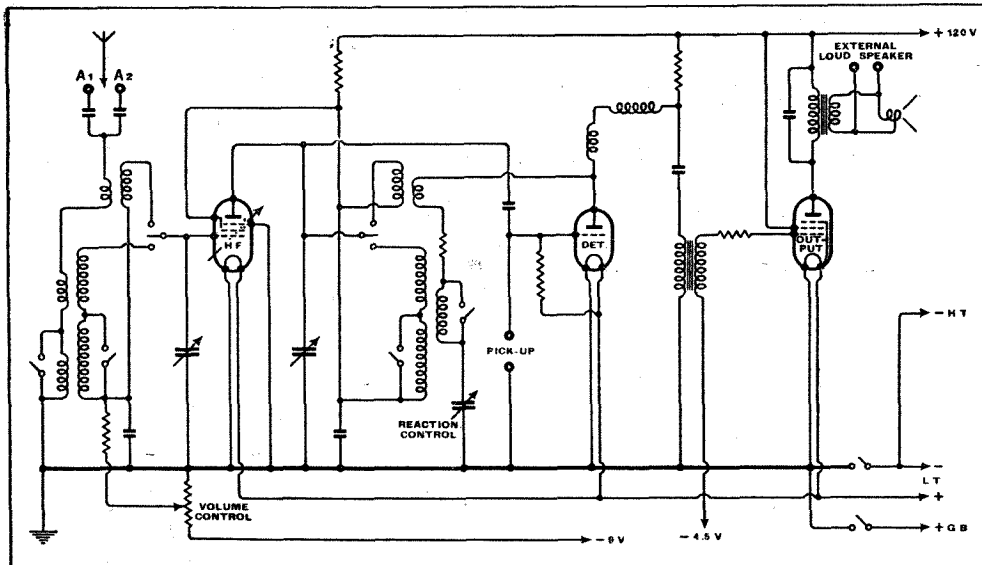 A1 A2
+ 120 V
EXTERNAL
LOUD SPEAKER
HF
DET.
OUT-
PUT
PICK-UP
REACTION
CONTROL
- HT
-
LT
+
VOLUME
CONTROL
- 9 V
- 4.5 V
+ GB